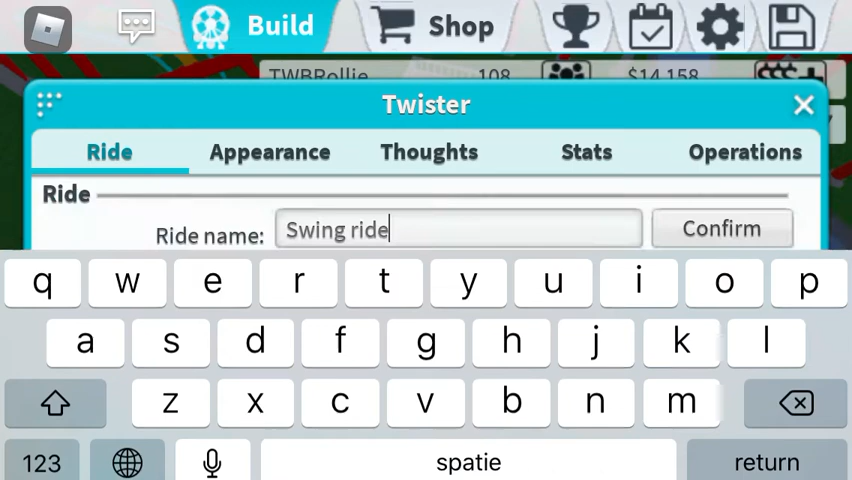 Build
Shop
TWBRollie 108 $14,158
Twister
Ride Appearance Thoughts Stats Operations
Ride
Ride name: Swing ride Confirm
q w e r t y u i o p
a s d f g h j k l
z x c v b n m
123 spatie return